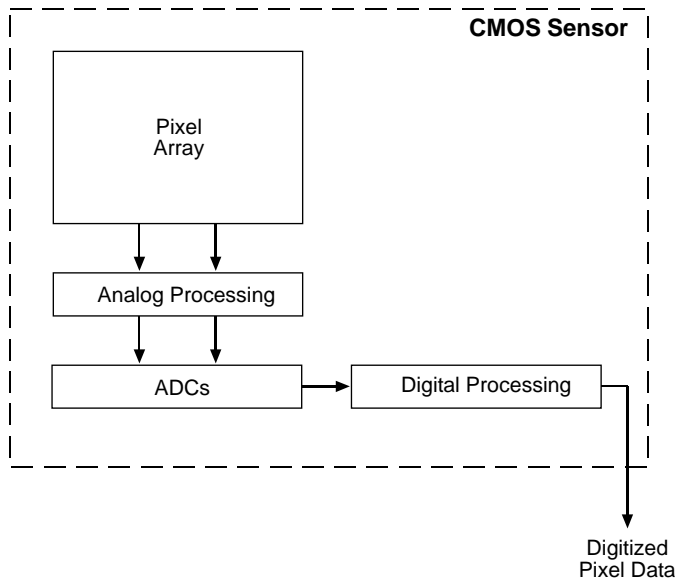 CMOS Sensor
Pixel
Array
Analog Processing
ADCs
Digital Processing
Digitized
Pixel Data